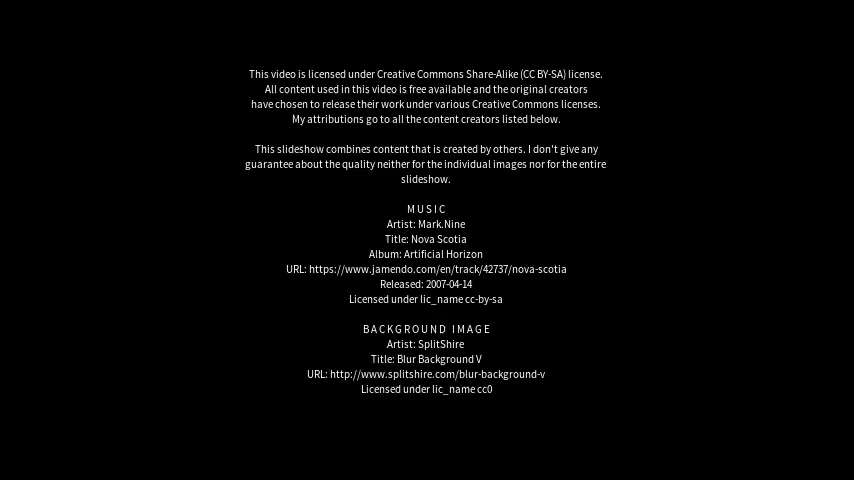 This video is licensed under Creative Commons Share-Alike (CC BY-SA) license.
All content used in this video is free available and the original creators
have chosen to release their work under various Creative Commons licenses.
My attributions go to all the content creators listed below.
This slideshow combines content that is created by others. I don't give any
guarantee about the quality neither for the individual images nor for the entire
slideshow.
MUSIC
Artist: Mark.Nine
Title: Nova Scotia
Album: Artificial Horizon
URL: https://www.jamendo.com/en/track/42737/nova-scotia
Released: 2007-04-14
Licensed under lic_name cc-by-sa
BACKGROUND IMAGE
Artist: SplitShire
Title: Blur Background V
URL: http://www.splitshire.com/blur-background-v
Licensed under lic_name cc0